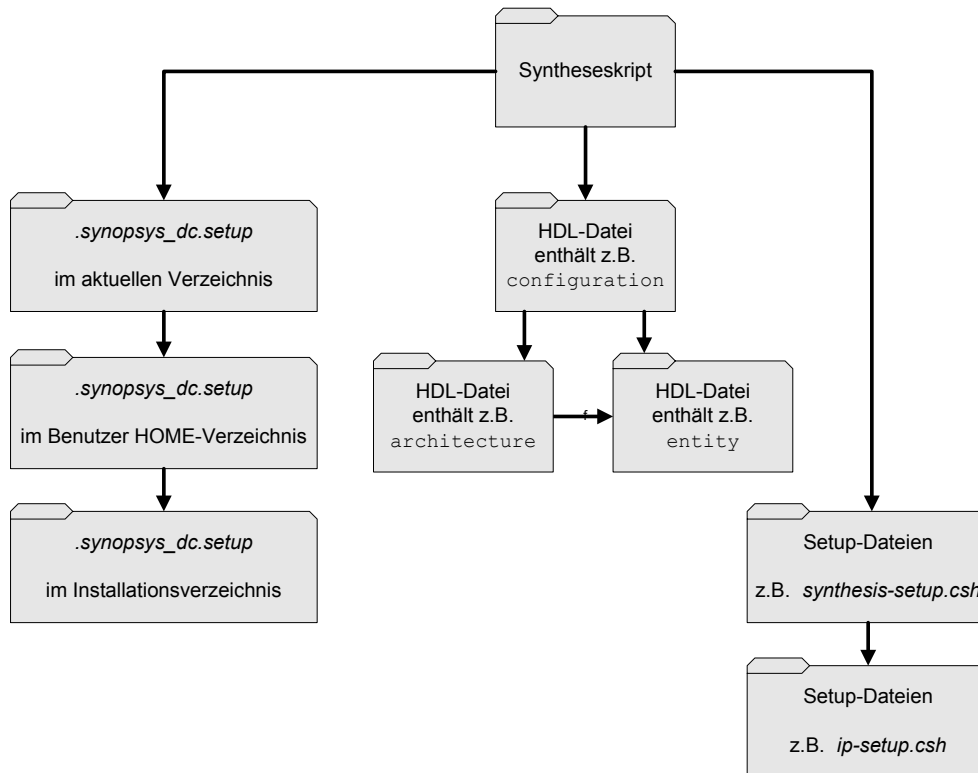 Syntheseskript
.synopsys_dc.setup
im aktuellen Verzeichnis
HDL-Datei
enthält z.B.
configuration
.synopsys_dc.setup
im Benutzer HOME-Verzeichnis
HDL-Datei
enthält z.B.
architecture
f
HDL-Datei
enthält z.B.
entity
.synopsys_dc.setup
im Installationsverzeichnis
Setup-Dateien
z.B. synthesis-setup.csh
Setup-Dateien
z.B. ip-setup.csh